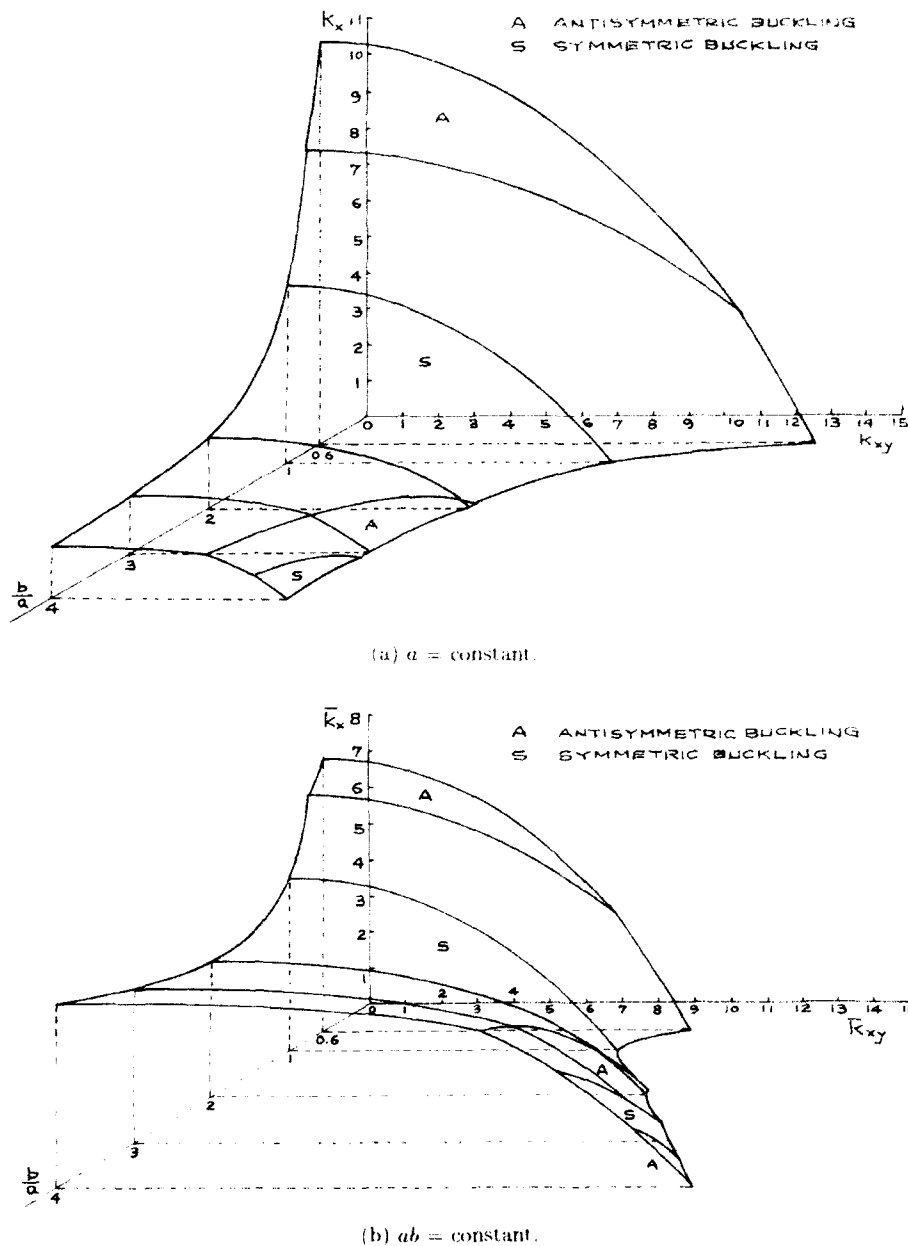 kx 11
A ANTISYMMETRIC BUCKLING
S SYMMETRIC BUCKLING
10
9
A
8
7
6
5
4
3
2
S
1
0 1 2 3 4 5 6 7 8 9 10 11 12 13 14 15
kxy
0.6
1
2
A
3
S
b/a
4
(a) a = constant.
k̄x 8
A ANTISYMMETRIC BUCKLING
S SYMMETRIC BUCKLING
7
6
A
5
4
3
2
S
1
2 4
0 1 3 5 6 7 8 9 10 11 12 13 14 15
k̄xy
0.6
1
A
2
S
3
A
b/a
4
(b) ab = constant.